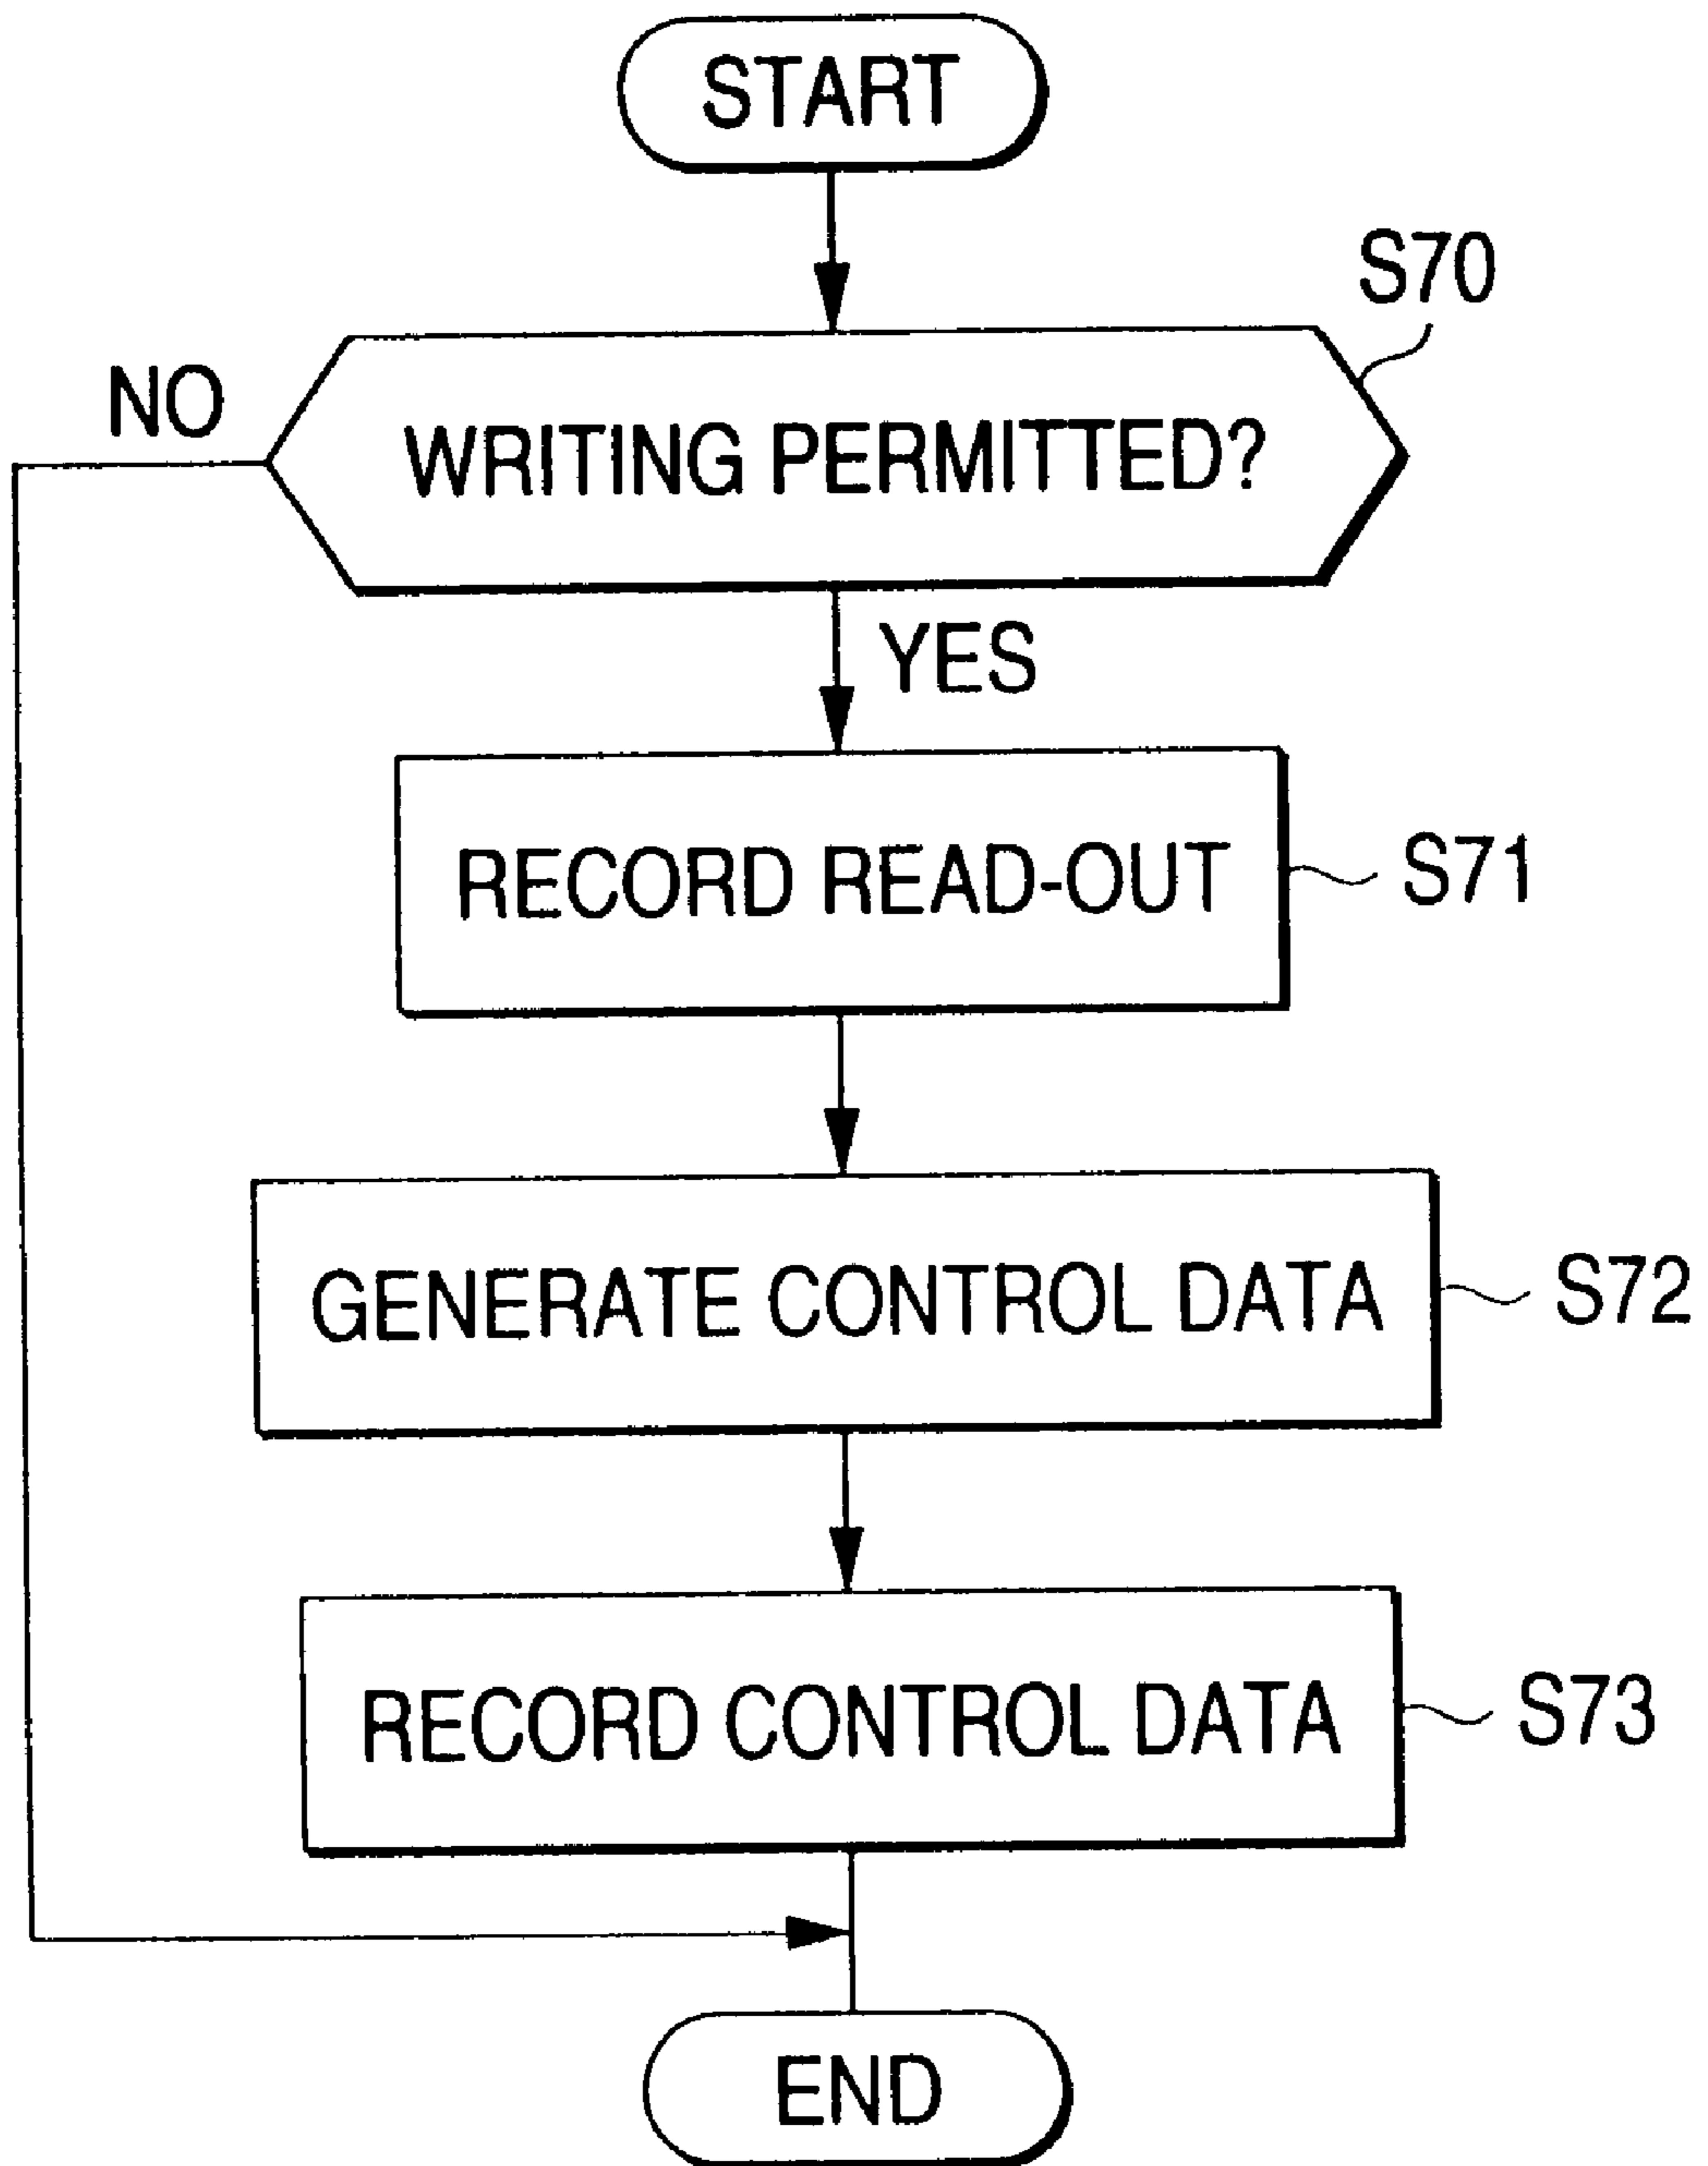 START
S70
NO
WRITING PERMITTED?
YES
RECORD READ-OUT
S71
GENERATE CONTROL DATA
S72
RECORD CONTROL DATA
S73
END